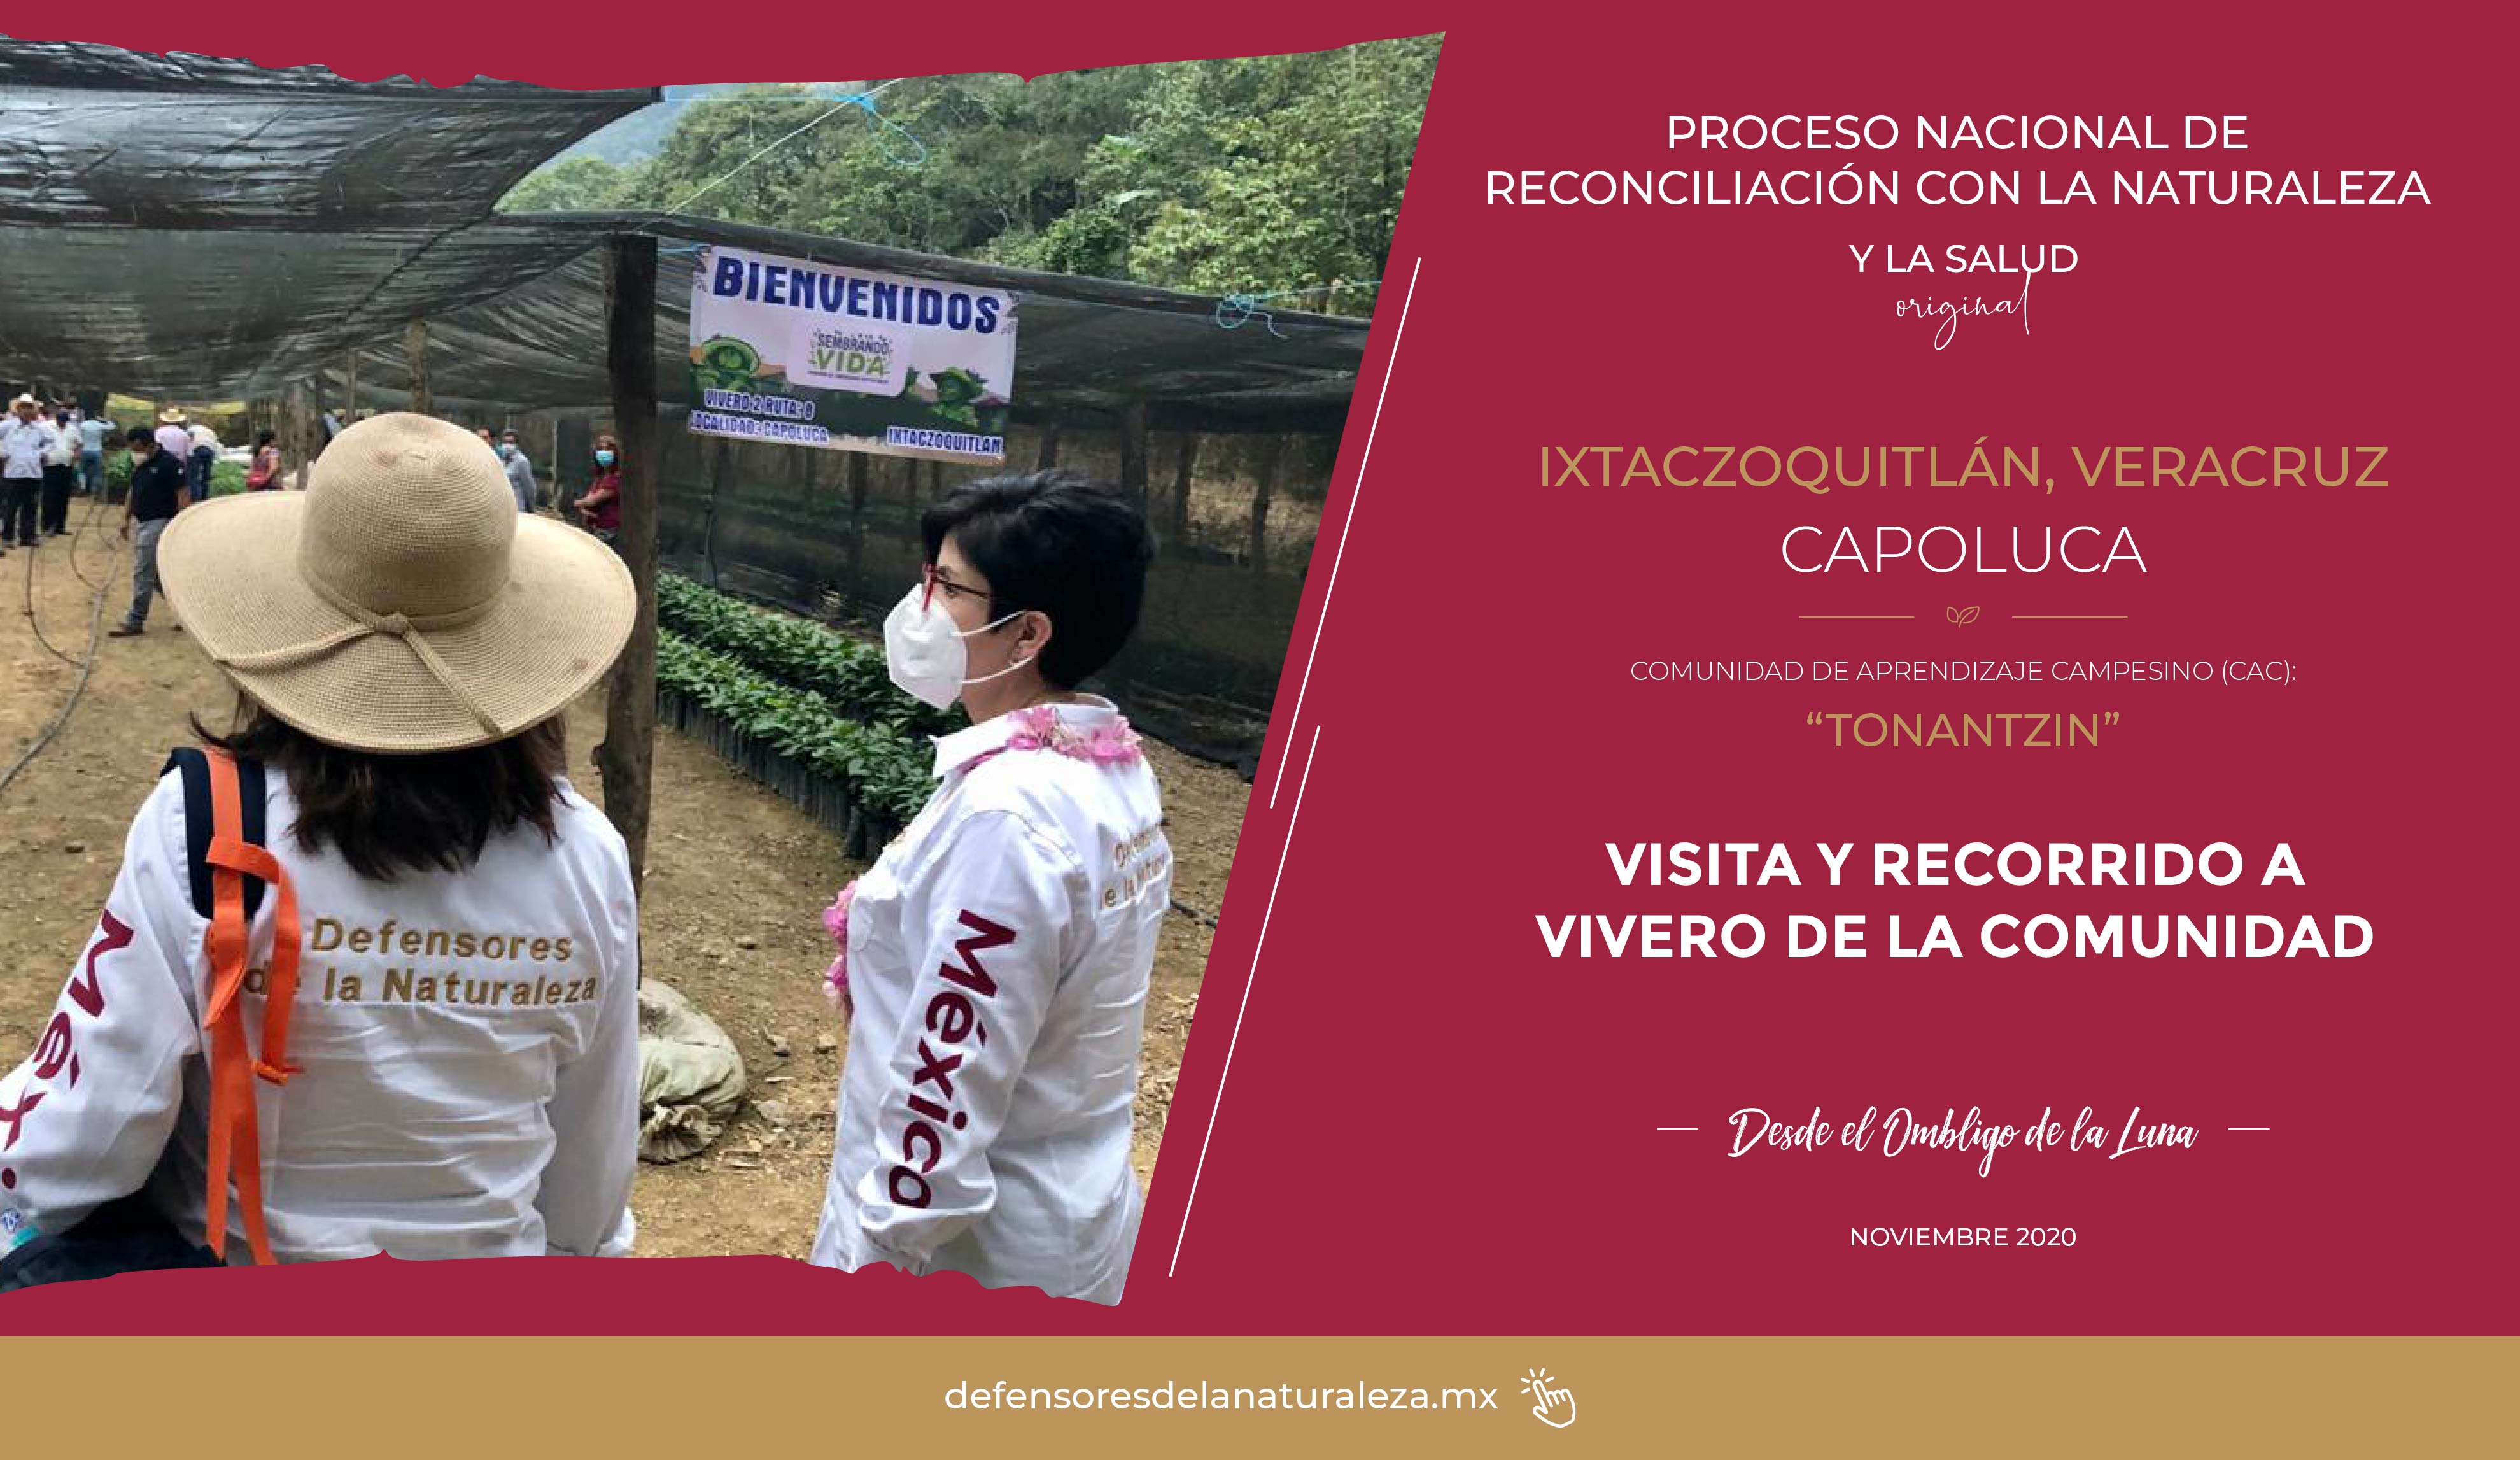 PROCESO NACIONAL DE
RECONCILIACIÓN CON LA NATURALEZA
Y LA SALUD
original
IXTACZOQUITLÁN, VERACRUZ
CAPOLUCA
COMUNIDAD DE APRENDIZAJE CAMPESINO (CAC):
“TONANTZIN”
VISITA Y RECORRIDO A
VIVERO DE LA COMUNIDAD
Desde el Ombligo de la Luna
NOVIEMBRE 2020
defensoresdelanaturaleza.mx
BIENVENIDOS
SEMBRANDO
VIDA
VIVERO 2 RUTA: 8
LOCALIDAD: CAPOLUCA
IXTACZOQUITLAN
Defensores
de la Naturaleza
Méx
México